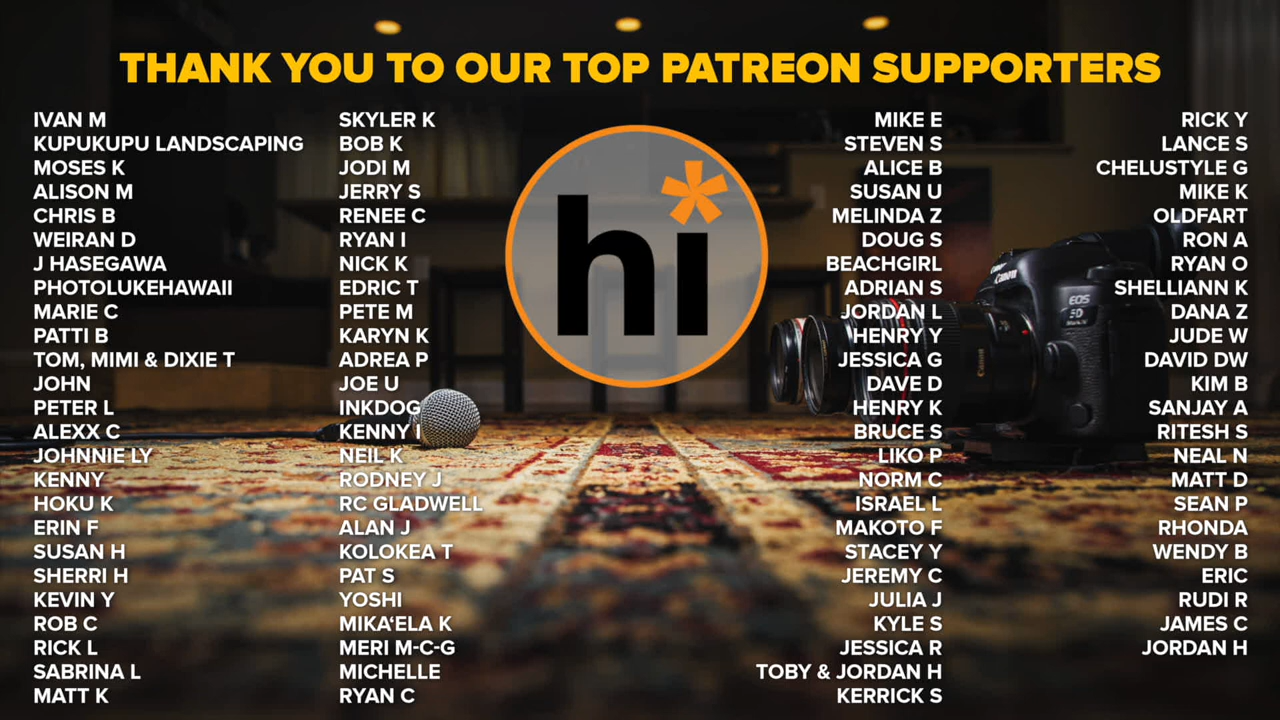 THANK YOU TO OUR TOP PATREON SUPPORTERS
IVAN M
KUPUKUPU LANDSCAPING
MOSES K
ALISON M
CHRIS B
WEIRAN D
J HASEGAWA
PHOTOLUKEHAWAII
MARIE C
PATTI B
TOM, MIMI & DIXIE T
JOHN
PETER L
ALEXX C
JOHNNIE LY
KENNY
HOKU K
ERIN F
SUSAN H
SHERRI H
KEVIN Y
ROB C
RICK L
SABRINA L
MATT K
SKYLER K
BOB K
JODI M
JERRY S
RENEE C
RYAN I
NICK K
EDRIC T
PETE M
KARYN K
ADREA P
JOE U
INKDOG
KENNY I
NEIL K
RODNEY J
RC GLADWELL
ALAN J
KOLOKEA T
PAT S
YOSHI
MIKAʻELA K
MERI M-C-G
MICHELLE
RYAN C
hi*
MIKE E
STEVEN S
ALICE B
SUSAN U
MELINDA Z
DOUG S
BEACHGIRL
ADRIAN S
JORDAN L
HENRY Y
JESSICA G
DAVE D
HENRY K
BRUCE S
LIKO P
NORM C
ISRAEL L
MAKOTO F
STACEY Y
JEREMY C
JULIA J
KYLE S
JESSICA R
TOBY & JORDAN H
KERRICK S
RICK Y
LANCE S
CHELUSTYLE G
MIKE K
OLDFART
RON A
RYAN O
SHELLIANN K
DANA Z
JUDE W
DAVID DW
KIM B
SANJAY A
RITESH S
NEAL N
MATT D
SEAN P
RHONDA
WENDY B
ERIC
RUDI R
JAMES C
JORDAN H
Canon
EOS
5D
Canon